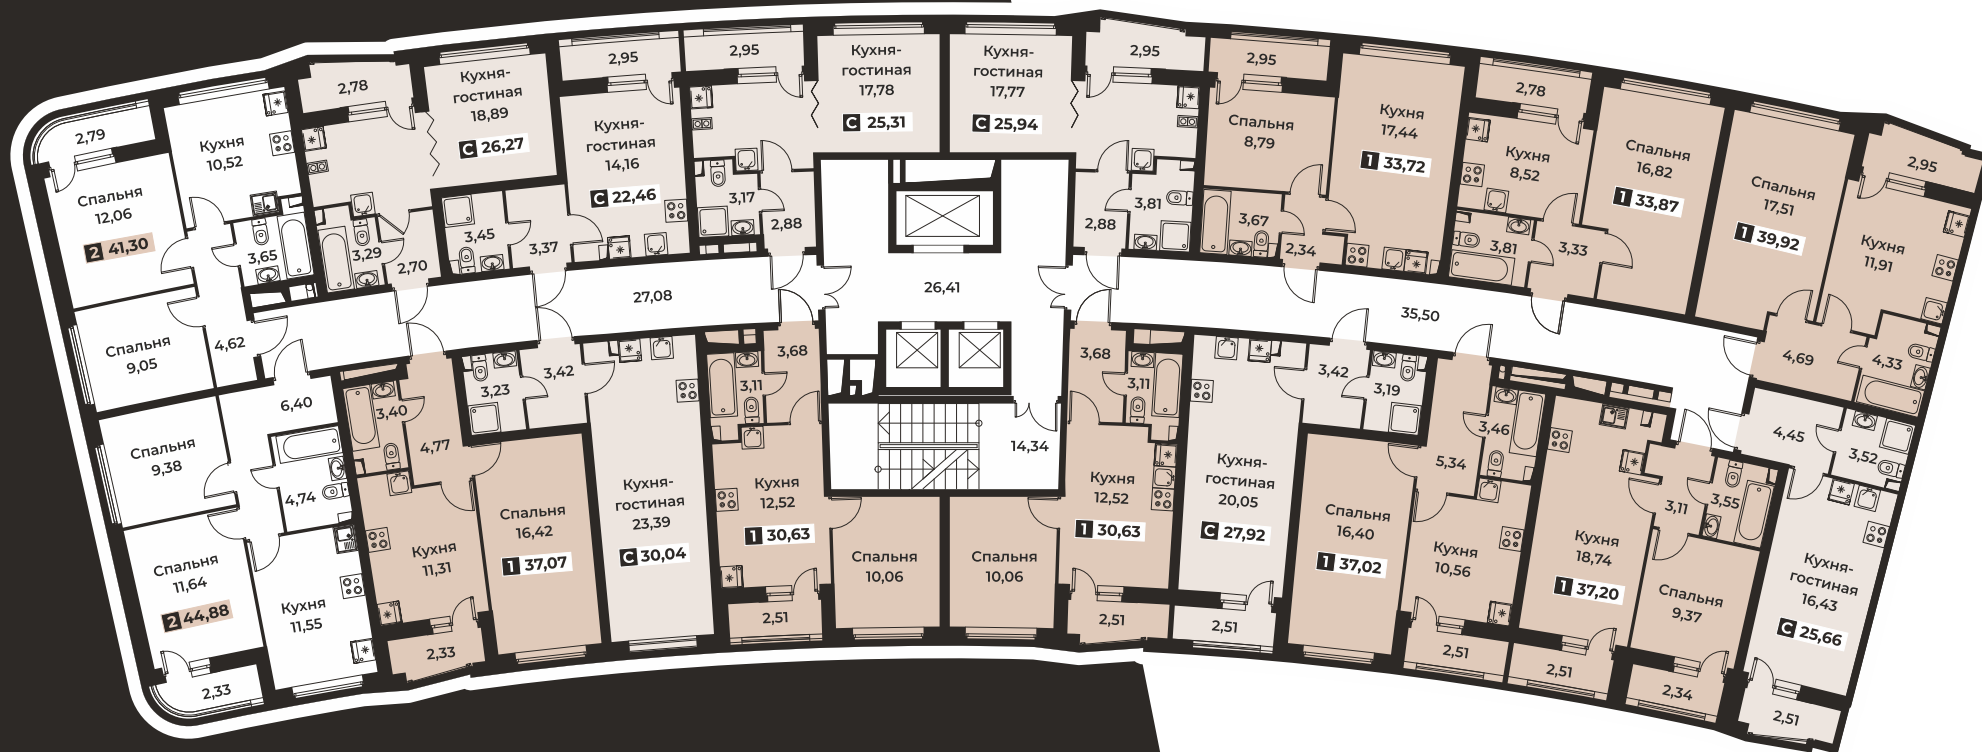 2,79
Кухня
10,52
Спальня
12,06
2 41,30
3,65
Спальня
9,05
4,62
2,78
Кухня-
гостиная
18,89
С 26,27
3,29
2,70
2,95
Кухня-
гостиная
14,16
С 22,46
3,45
3,37
2,95
Кухня-
гостиная
17,78
С 25,31
3,17
2,88
Кухня-
гостиная
17,77
С 25,94
2,95
3,81
2,88
2,95
Спальня
8,79
Кухня
17,44
1 33,72
3,67
2,34
2,78
Кухня
8,52
Спальня
16,82
1 33,87
3,81
3,33
Спальня
17,51
1 39,92
2,95
Кухня
11,91
4,69
4,33
27,08
26,41
35,50
14,34
6,40
Спальня
9,38
4,74
Спальня
11,64
2 44,88
Кухня
11,55
2,33
3,40
4,77
Кухня
11,31
Спальня
16,42
1 37,07
2,33
3,23
3,42
Кухня-
гостиная
23,39
С 30,04
3,68
3,11
Кухня
12,52
1 30,63
Спальня
10,06
2,51
3,68
3,11
Кухня
12,52
1 30,63
Спальня
10,06
2,51
3,42
3,19
Кухня-
гостиная
20,05
С 27,92
2,51
3,46
5,34
Спальня
16,40
1 37,02
Кухня
10,56
2,51
Кухня
18,74
1 37,20
3,11
3,55
Спальня
9,37
2,51
2,34
4,45
3,52
Кухня-
гостиная
16,43
С 25,66
2,51